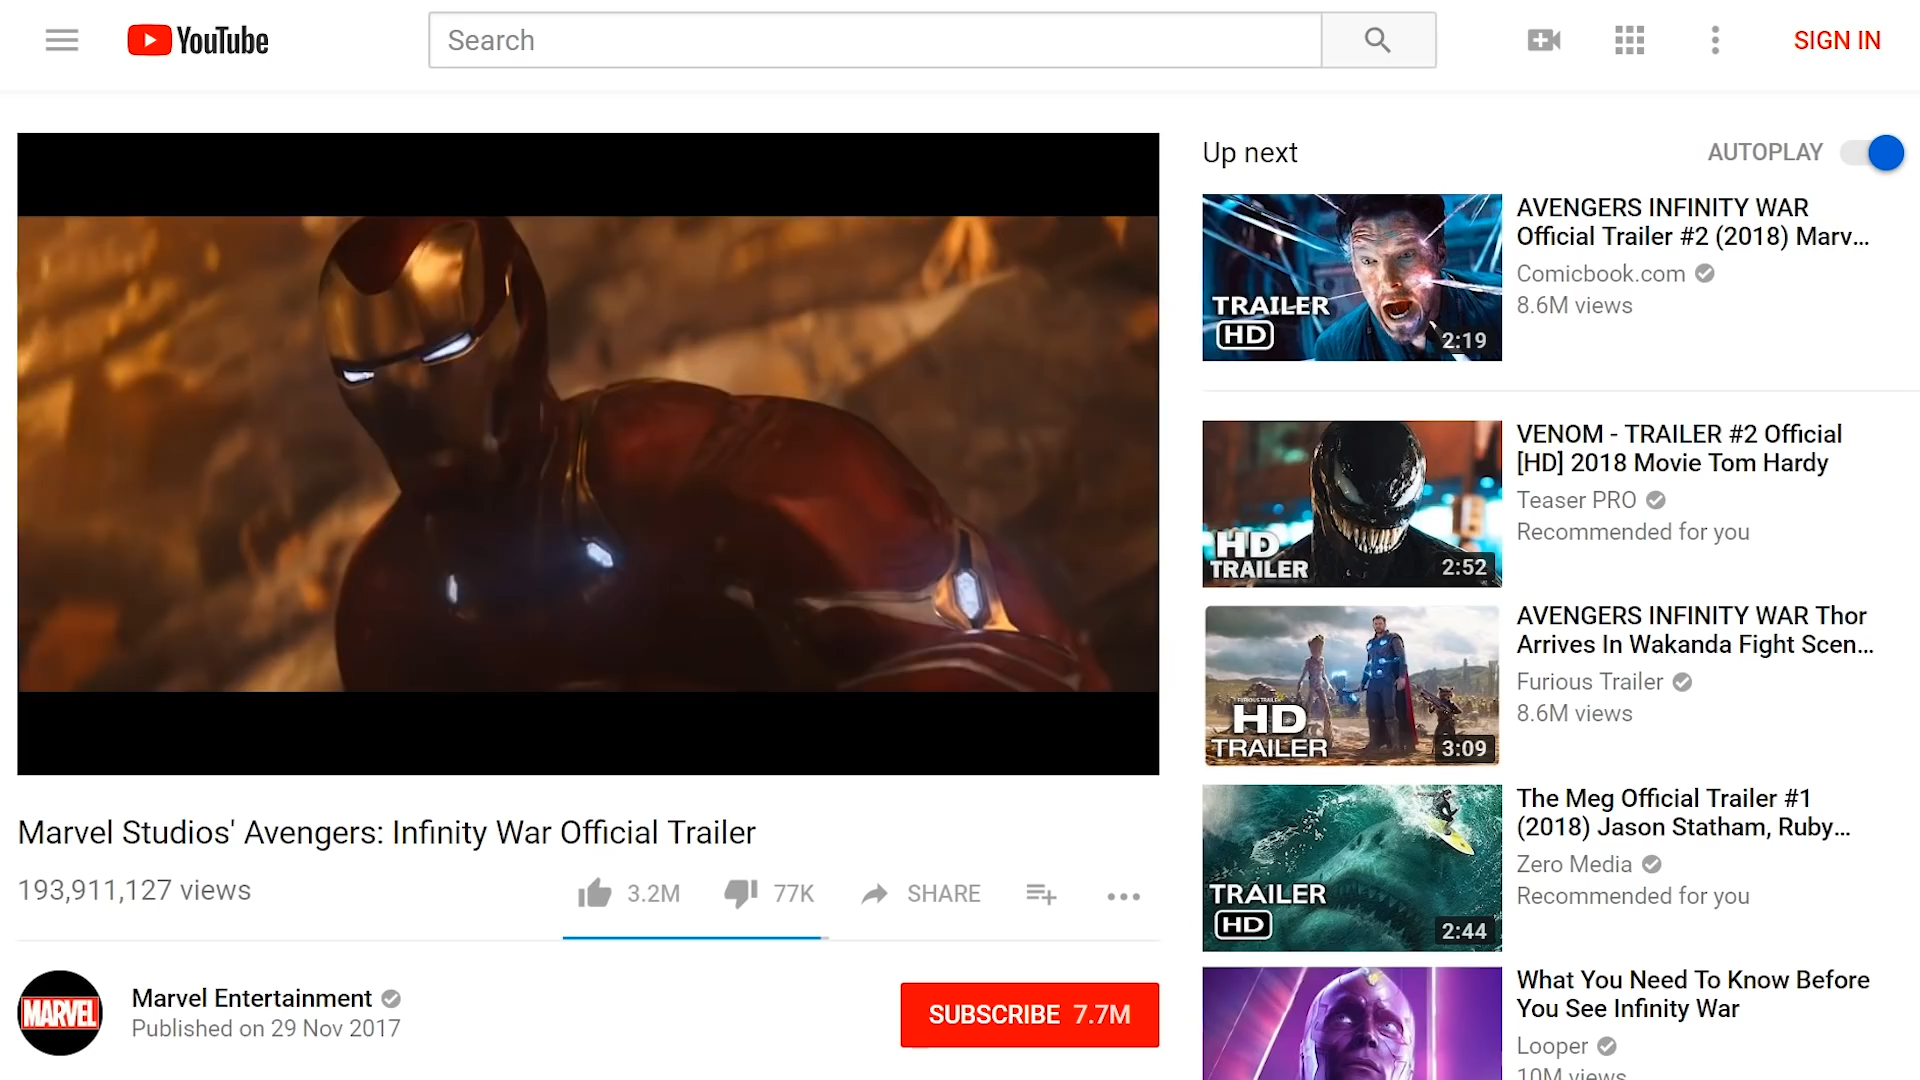 YouTube
Search
SIGN IN
Up next
AUTOPLAY
TRAILER
HD
2:19
AVENGERS INFINITY WAR
Official Trailer #2 (2018) Marv...
Comicbook.com
8.6M views
HD
TRAILER
2:52
VENOM - TRAILER #2 Official
[HD] 2018 Movie Tom Hardy
Teaser PRO
Recommended for you
FURIOUS TRAILER
HD
TRAILER
3:09
AVENGERS INFINITY WAR Thor
Arrives In Wakanda Fight Scen...
Furious Trailer
8.6M views
TRAILER
HD
2:44
The Meg Official Trailer #1
(2018) Jason Statham, Ruby...
Zero Media
Recommended for you
What You Need To Know Before
You See Infinity War
Looper
10M views
Marvel Studios' Avengers: Infinity War Official Trailer
193,911,127 views
3.2M
77K
SHARE
MARVEL
Marvel Entertainment
Published on 29 Nov 2017
SUBSCRIBE 7.7M